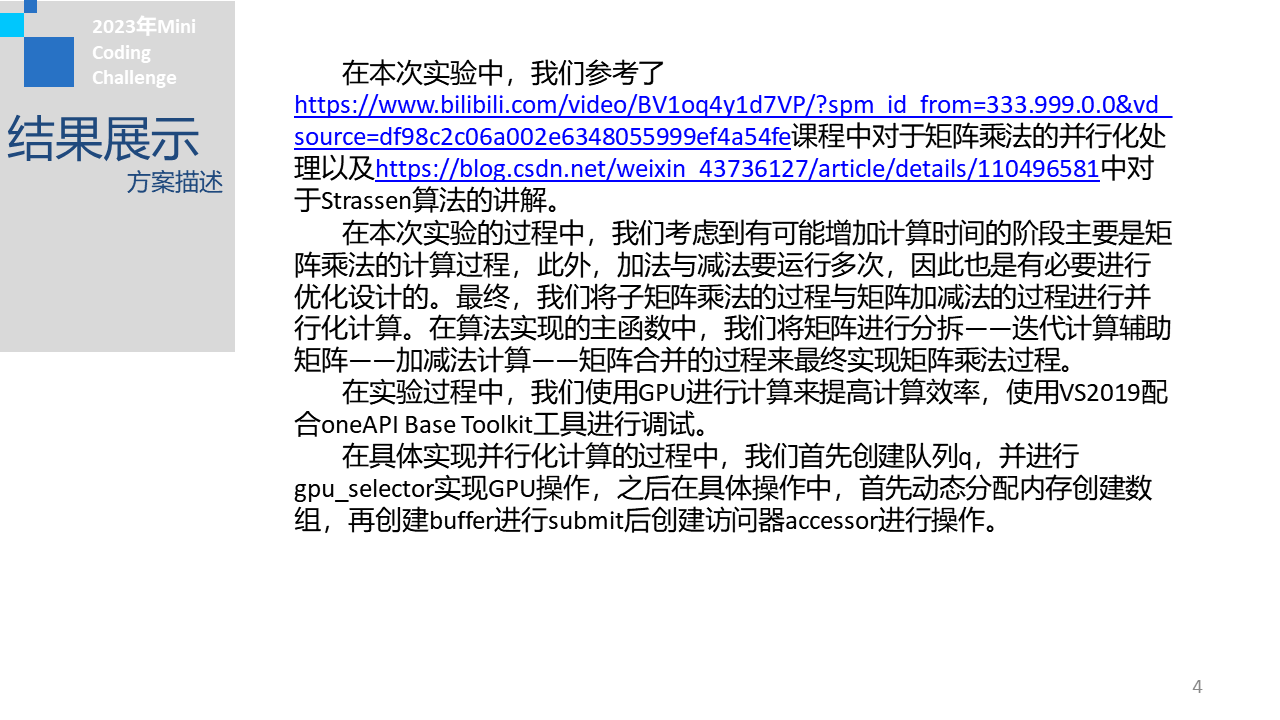 2023年Mini
Coding
Challenge
结果展示
方案描述
在本次实验中，我们参考了
https://www.bilibili.com/video/BV1oq4y1d7VP/?spm_id_from=333.999.0.0&vd_
source=df98c2c06a002e6348055999ef4a54fe课程中对于矩阵乘法的并行化处
理以及https://blog.csdn.net/weixin_43736127/article/details/110496581中对
于Strassen算法的讲解。
在本次实验的过程中，我们考虑到有可能增加计算时间的阶段主要是矩
阵乘法的计算过程，此外，加法与减法要运行多次，因此也是有必要进行
优化设计的。最终，我们将子矩阵乘法的过程与矩阵加减法的过程进行并
行化计算。在算法实现的主函数中，我们将矩阵进行分拆——迭代计算辅助
矩阵——加减法计算——矩阵合并的过程来最终实现矩阵乘法过程。
在实验过程中，我们使用GPU进行计算来提高计算效率，使用VS2019配
合oneAPI Base Toolkit工具进行调试。
在具体实现并行化计算的过程中，我们首先创建队列q，并进行
gpu_selector实现GPU操作，之后在具体操作中，首先动态分配内存创建数
组，再创建buffer进行submit后创建访问器accessor进行操作。
4